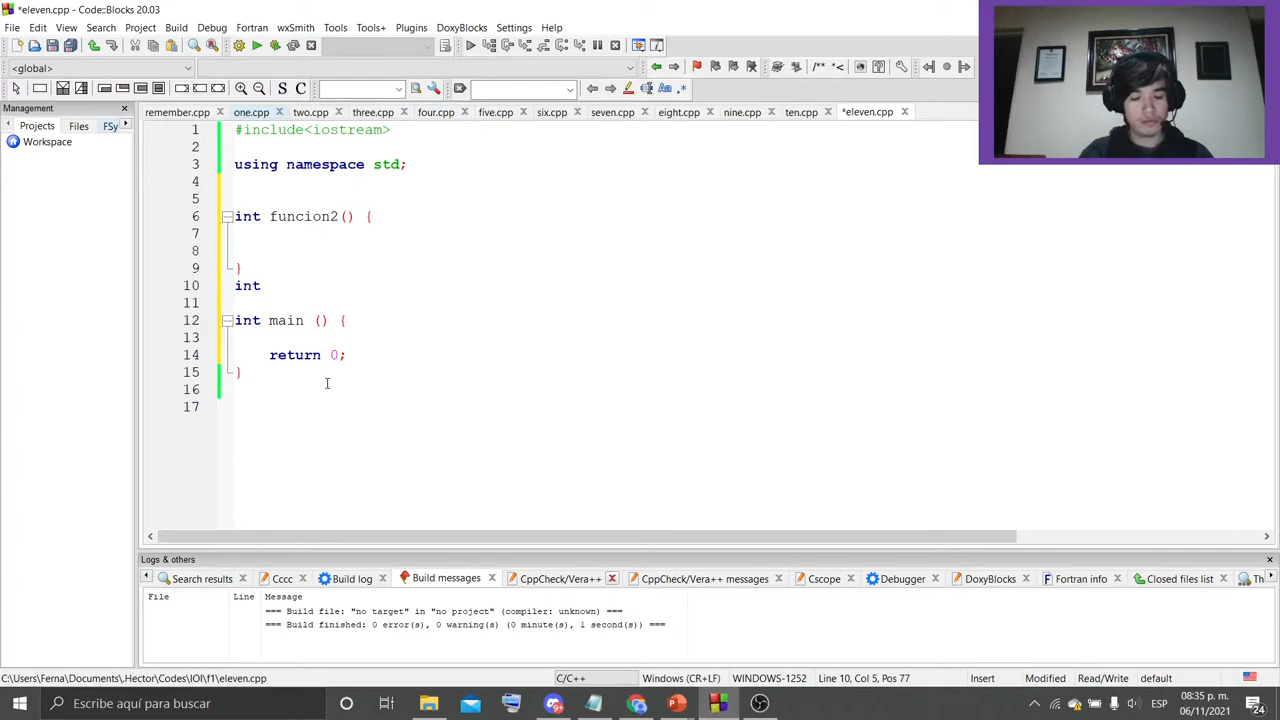 *eleven.cpp - Code::Blocks 20.03
File Edit View Search Project Build Debug Fortran wxSmith Tools Tools+ Plugins DoxyBlocks Settings Help
<global>
/** *<
S C Aa .*
Management
Projects Files FSy
Workspace
remember.cpp one.cpp two.cpp three.cpp four.cpp five.cpp six.cpp seven.cpp eight.cpp nine.cpp ten.cpp *eleven.cpp
1 #include<iostream>
2
3 using namespace std;
4
5
6 int funcion2() {
7
8
9 }
10 int
11
12 int main () {
13
14 return 0;
15 }
16
17
Logs & others
Search results Cccc Build log Build messages CppCheck/Vera++ CppCheck/Vera++ messages Cscope Debugger DoxyBlocks Fortran info Closed files list Th
File Line Message
=== Build file: "no target" in "no project" (compiler: unknown) ===
=== Build finished: 0 error(s), 0 warning(s) (0 minute(s), 1 second(s)) ===
C:\Users\Ferna\Documents\.Hector\Codes\IOI\f1\eleven.cpp C/C++ Windows (CR+LF) WINDOWS-1252 Line 10, Col 5, Pos 77 Insert Modified Read/Write default
Escribe aquí para buscar ESP 08:35 p. m.
06/11/2021 24